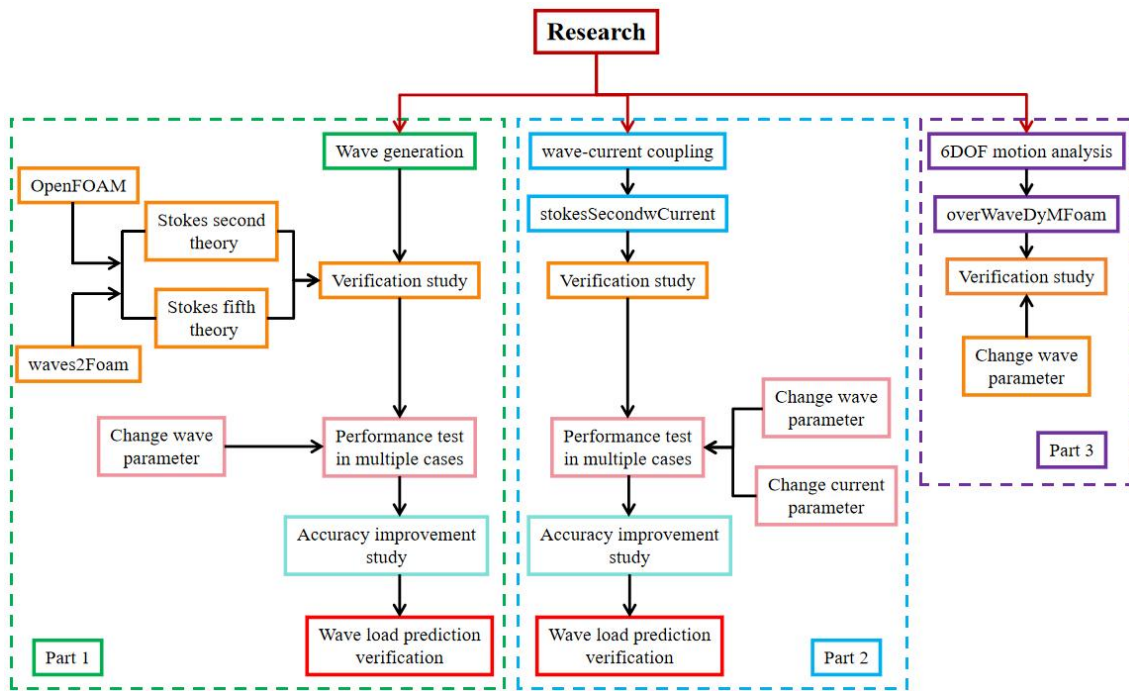 Research
Wave generation
OpenFOAM
Stokes second
theory
Stokes fifth
theory
waves2Foam
Verification study
Change wave
parameter
Performance test
in multiple cases
Accuracy improvement
study
Wave load prediction
verification
Part 1
wave-current coupling
stokesSecondwCurrent
Verification study
Change wave
parameter
Performance test
in multiple cases
Change current
parameter
Accuracy improvement
study
Wave load prediction
verification
Part 2
6DOF motion analysis
overWaveDyMFoam
Verification study
Change wave
parameter
Part 3